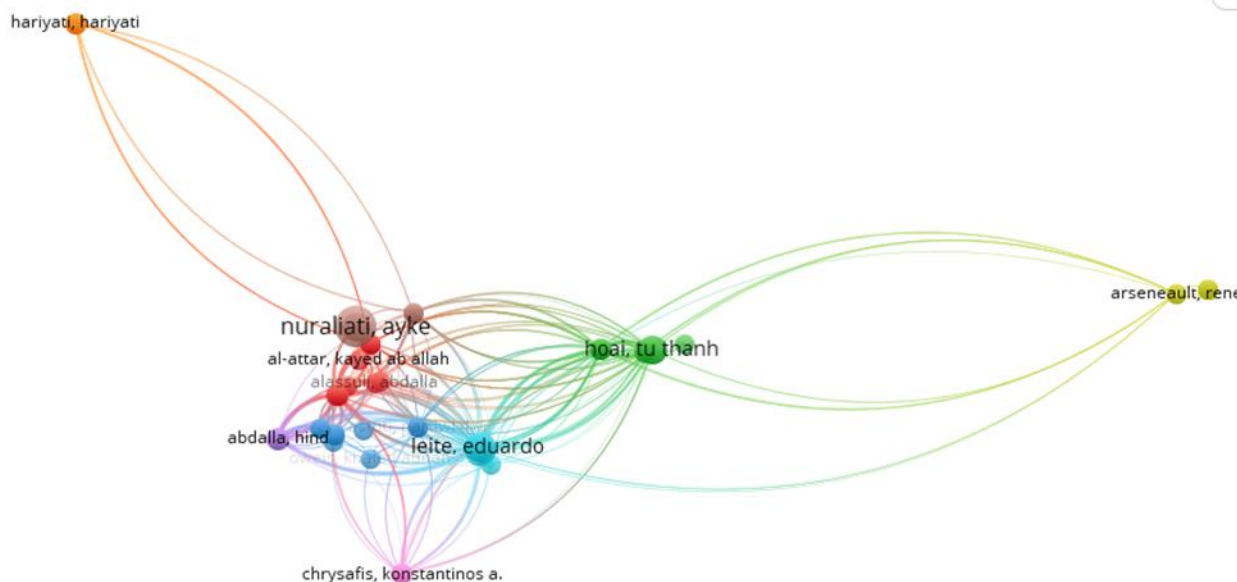 hariyati, hariyati
arseneault, rene
nuraliati, ayke
hoai, tu thanh
al-attar, kayed ab allah
alassuli, abdalla
abdalla, hind
leite, eduardo
chrysafis, konstantinos a.